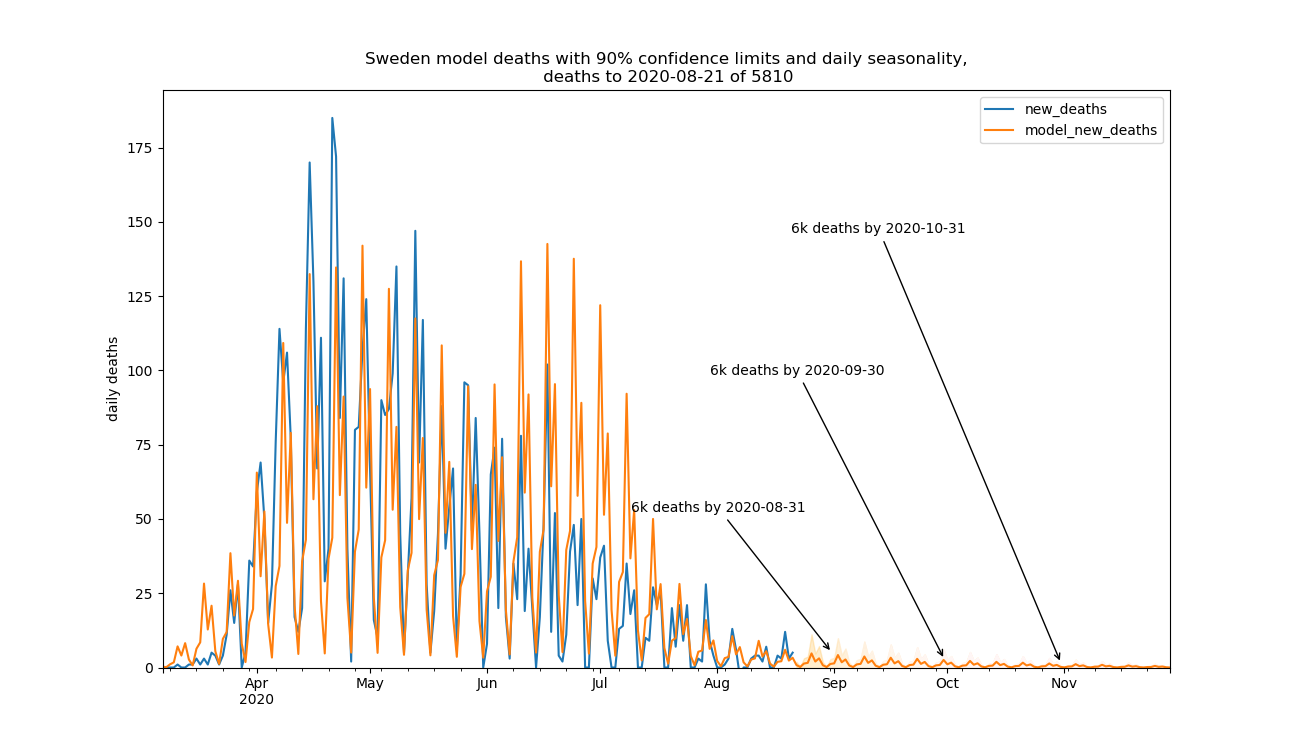 Sweden model deaths with 90% confidence limits and daily seasonality,
deaths to 2020-08-21 of 5810
new_deaths
model_new_deaths
175
150
125
100
75
50
25
0
daily deaths
6k deaths by 2020-10-31
6k deaths by 2020-09-30
6k deaths by 2020-08-31
Apr
2020
May
Jun
Jul
Aug
Sep
Oct
Nov